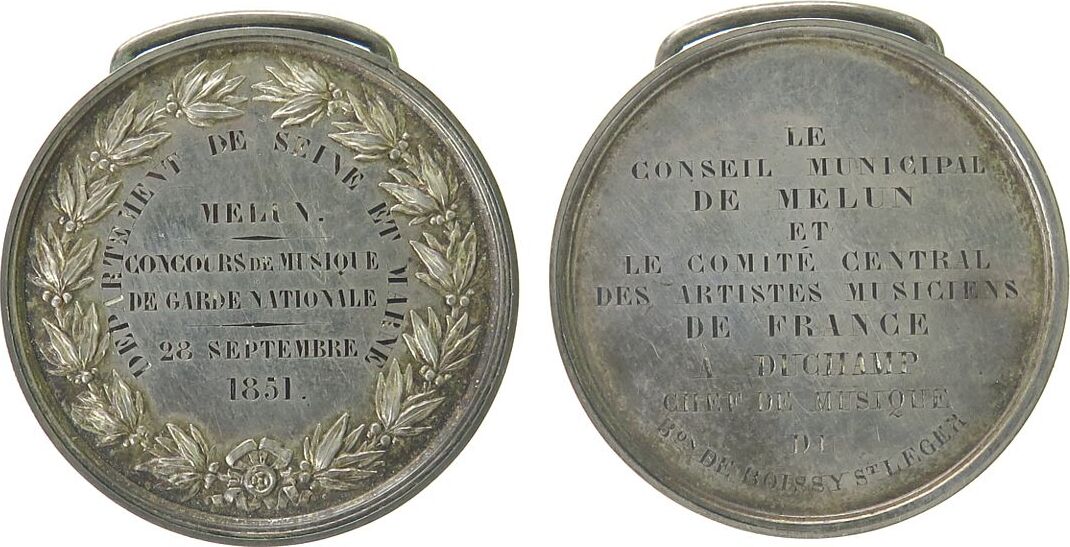 DEPARTEMENT DE SEINE ET MARNE
MELUN.
CONCOURS DE MUSIQUE
DE GARDE NATIONALE
28 SEPTEMBRE
1851.
LE
CONSEIL MUNICIPAL
DE MELUN
ET
LE COMITÉ CENTRAL
DES ARTISTES MUSICIENS
DE FRANCE
A DUCHAMP
CHEF DE MUSIQUE
DU
BON DE BOISSY ST LEGER